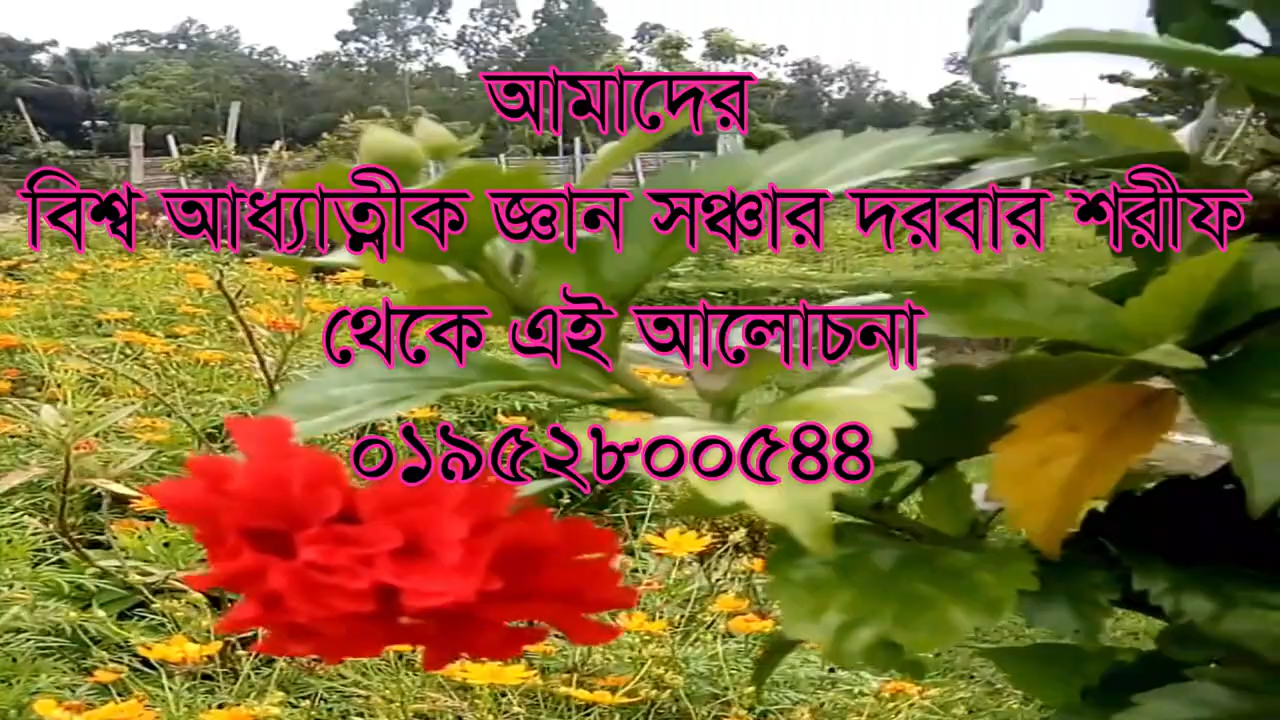 আমাদের
বিশ্ব আধ্যাত্নীক জ্ঞান সঞ্চার দরবার শরীফ
থেকে এই আলোচনা
০১৯৫২৮০০৫৪৪